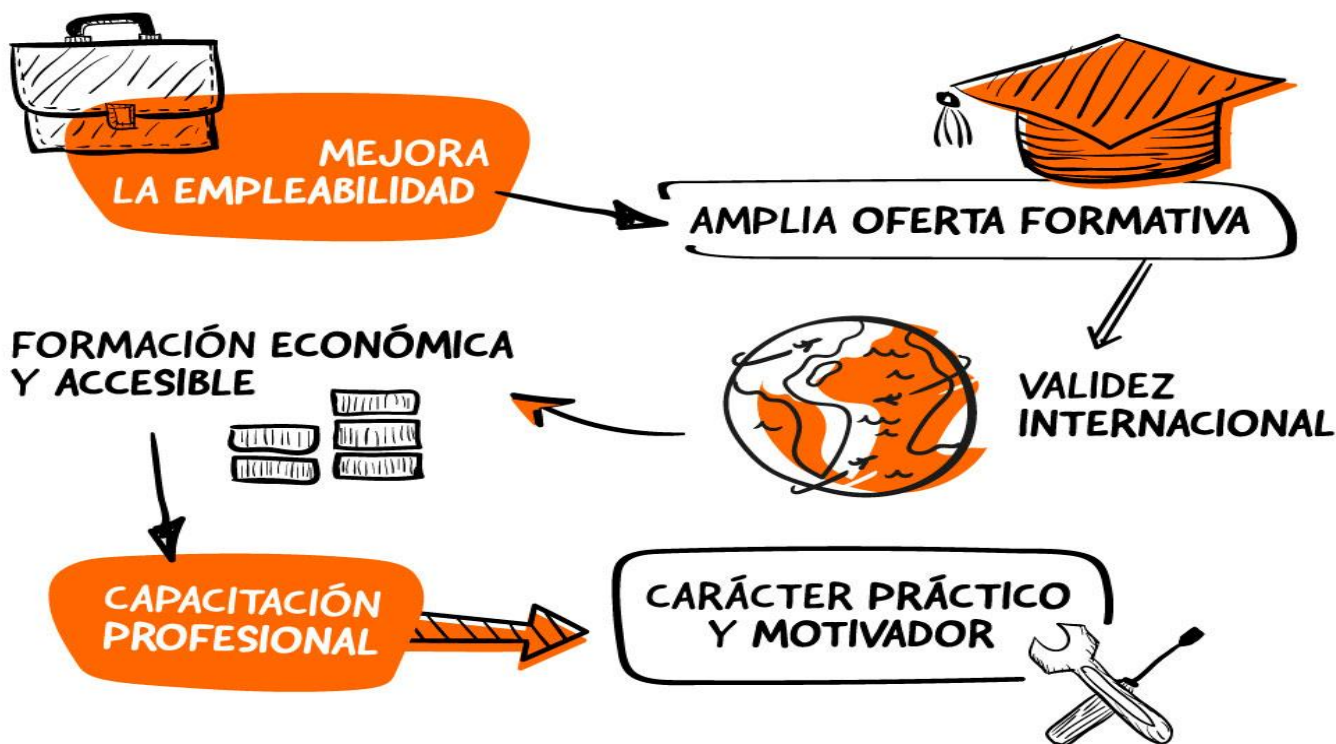 MEJORA
LA EMPLEABILIDAD
AMPLIA OFERTA FORMATIVA
VALIDEZ
INTERNACIONAL
FORMACIÓN ECONÓMICA
Y ACCESIBLE
CAPACITACIÓN
PROFESIONAL
CARÁCTER PRÁCTICO
Y MOTIVADOR